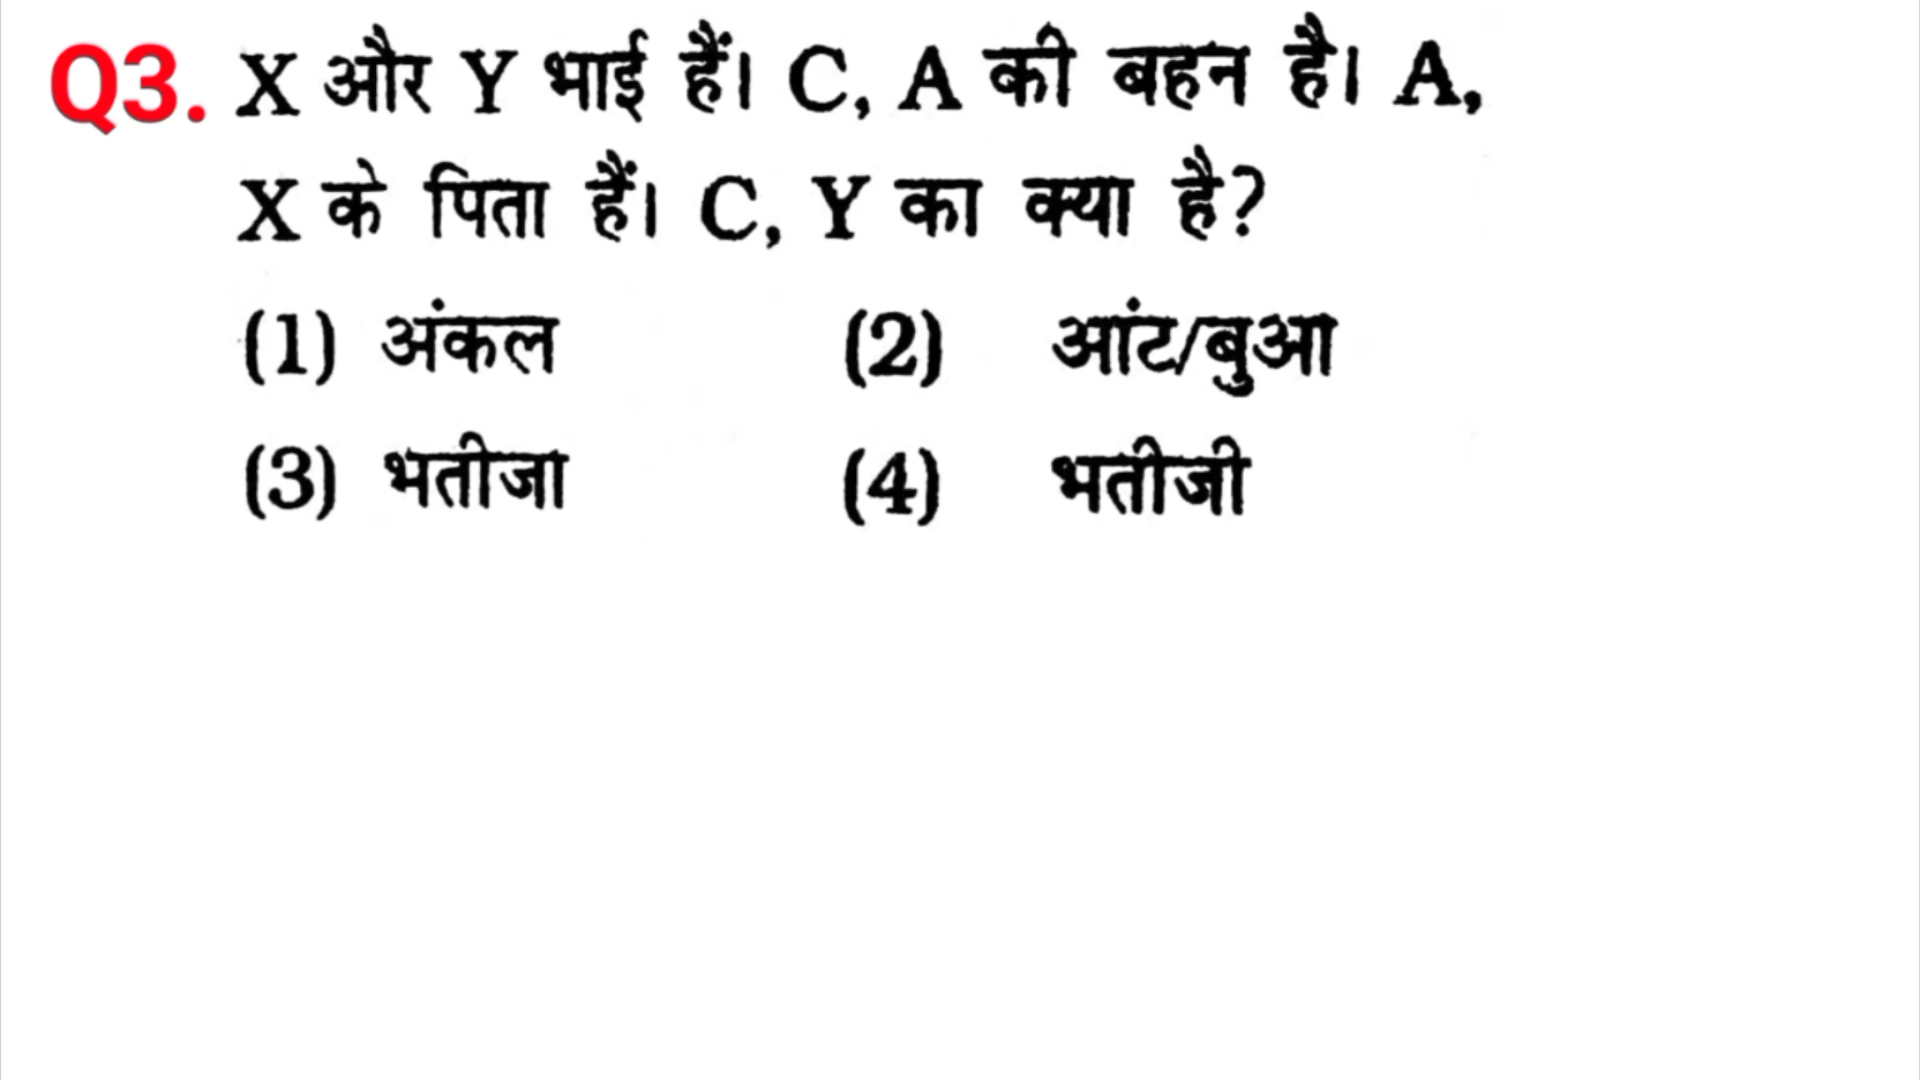 Q3. X और Y भाई हैं। C, A की बहन है। A,
X के पिता हैं। C, Y का क्या है?
(1) अंकल (2) आंट/बुआ
(3) भतीजा (4) भतीजी